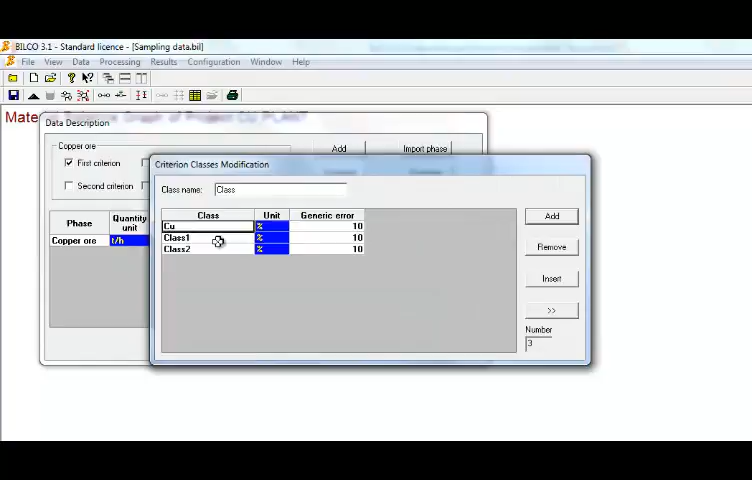 BILCO 3.1 - Standard licence - [Sampling data.bil]
File View Data Processing Results Configuration Window Help
Data Description
Copper ore
First criterion
Second criterion
Add
Import phase
Phase Quantity unit
Copper ore t/h
Criterion Classes Modification
Class name: Class
Class Unit Generic error
Cu % 10
Class1 % 10
Class2 % 10
Add
Remove
Insert
>>
Number
3